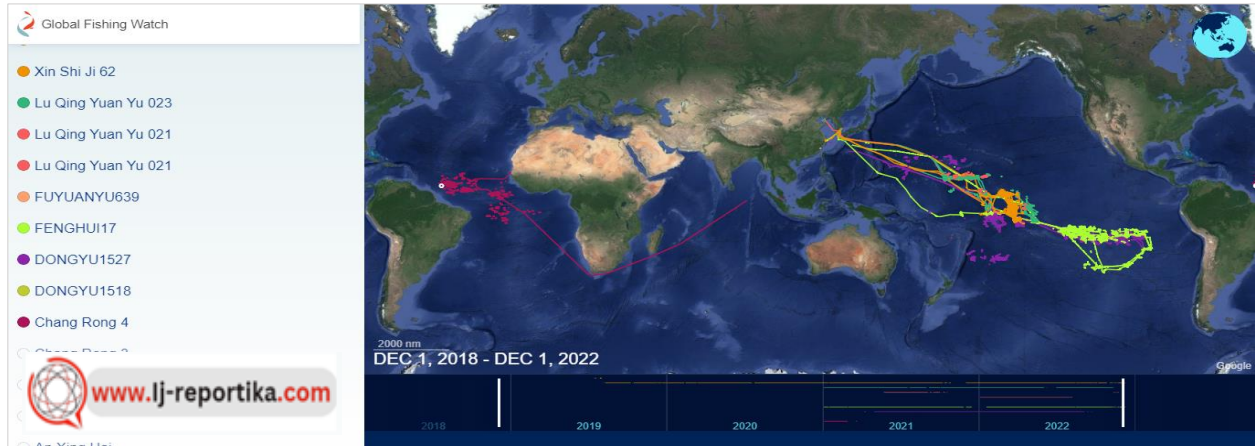 Global Fishing Watch
Xin Shi Ji 62
Lu Qing Yuan Yu 023
Lu Qing Yuan Yu 021
Lu Qing Yuan Yu 021
FUYUANYU639
FENGHUI17
DONGYU1527
DONGYU1518
Chang Rong 4
www.lj-reportika.com
2000 nm
DEC 1, 2018 - DEC 1, 2022
Google
2018 2019 2020 2021 2022